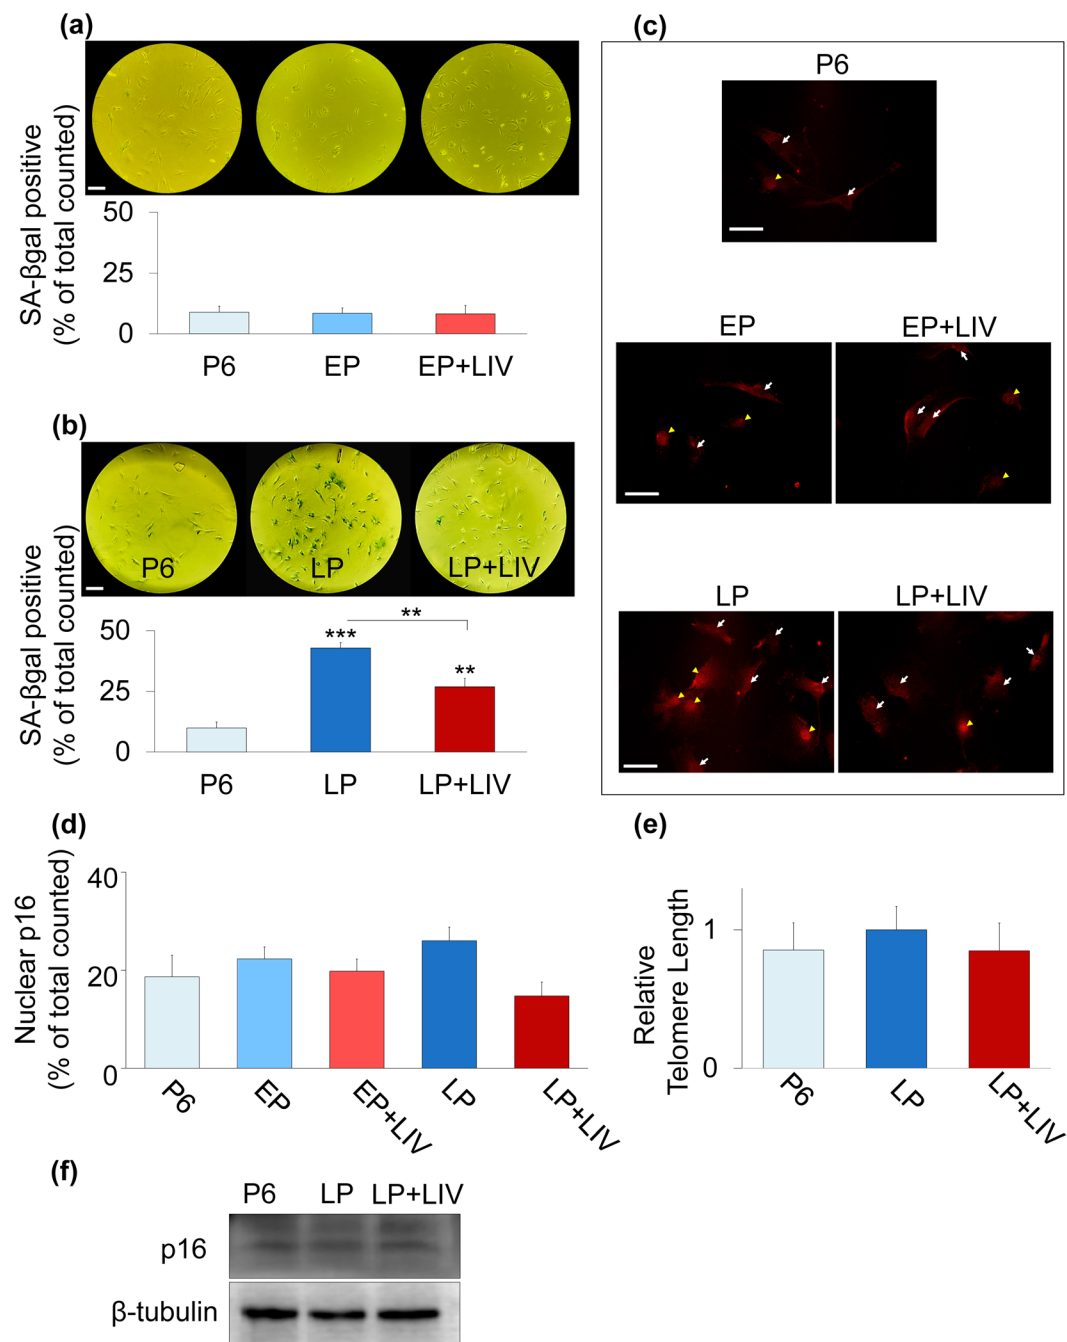 (a)
SA-βgal positive
(% of total counted)
50
25
0
P6
EP
EP+LIV
(b)
P6
LP
LP+LIV
SA-βgal positive
(% of total counted)
50
25
0
***
**
**
P6
LP
LP+LIV
(c)
P6
EP
EP+LIV
LP
LP+LIV
(d)
Nuclear p16
(% of total counted)
40
20
0
P6
EP
EP+LIV
LP
LP+LIV
(e)
Relative
Telomere Length
1
0
P6
LP
LP+LIV
(f)
P6 LP LP+LIV
p16
β-tubulin